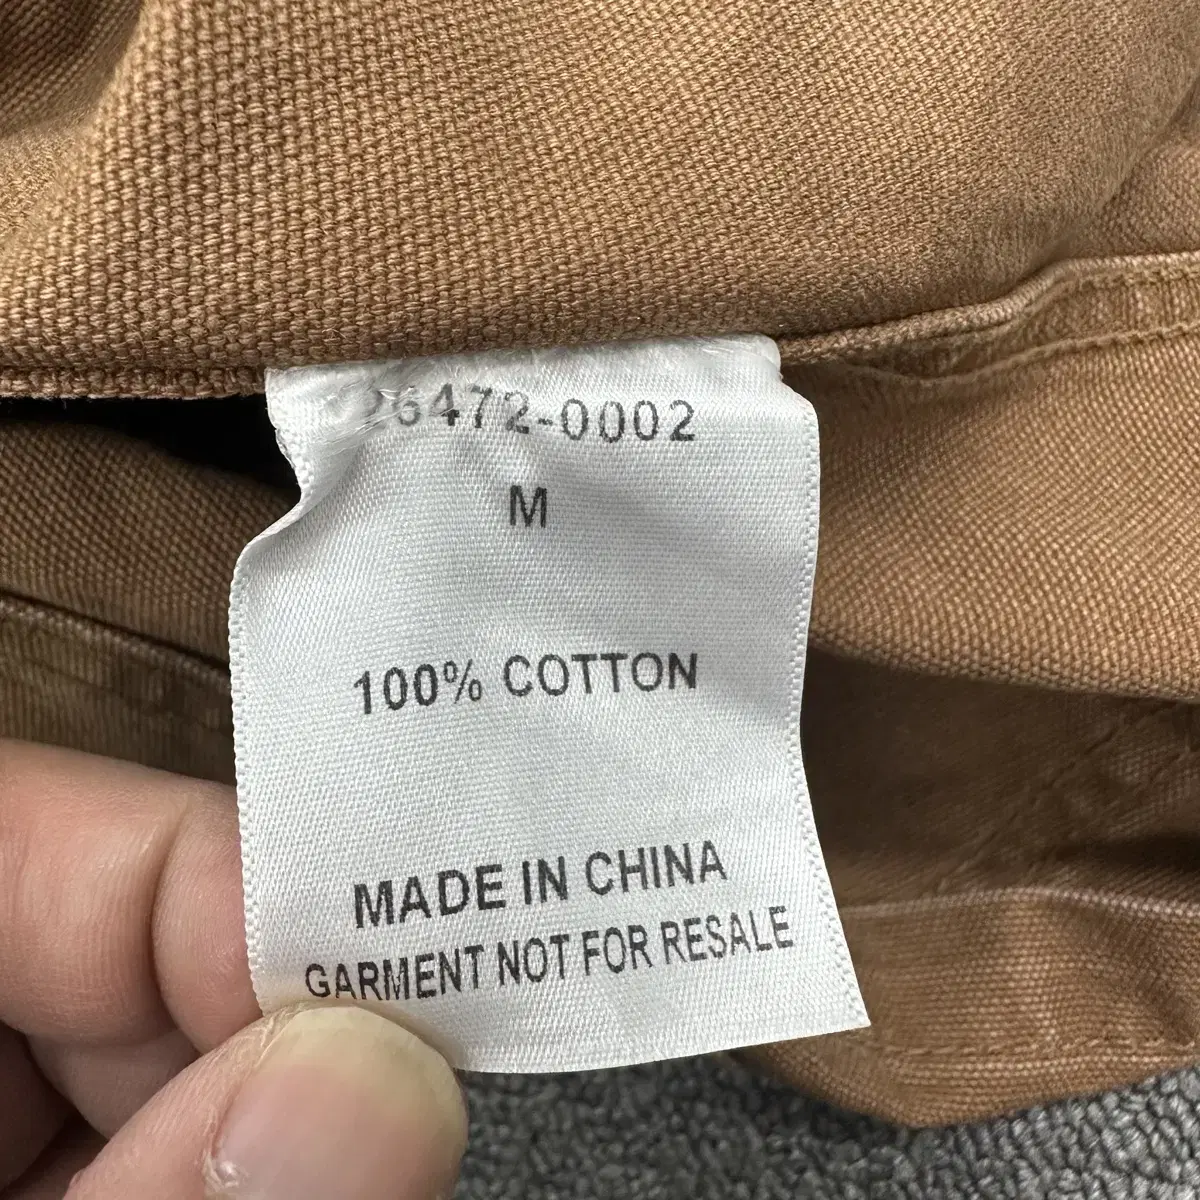 26472-0002
M
100% COTTON
MADE IN CHINA
GARMENT NOT FOR RESALE